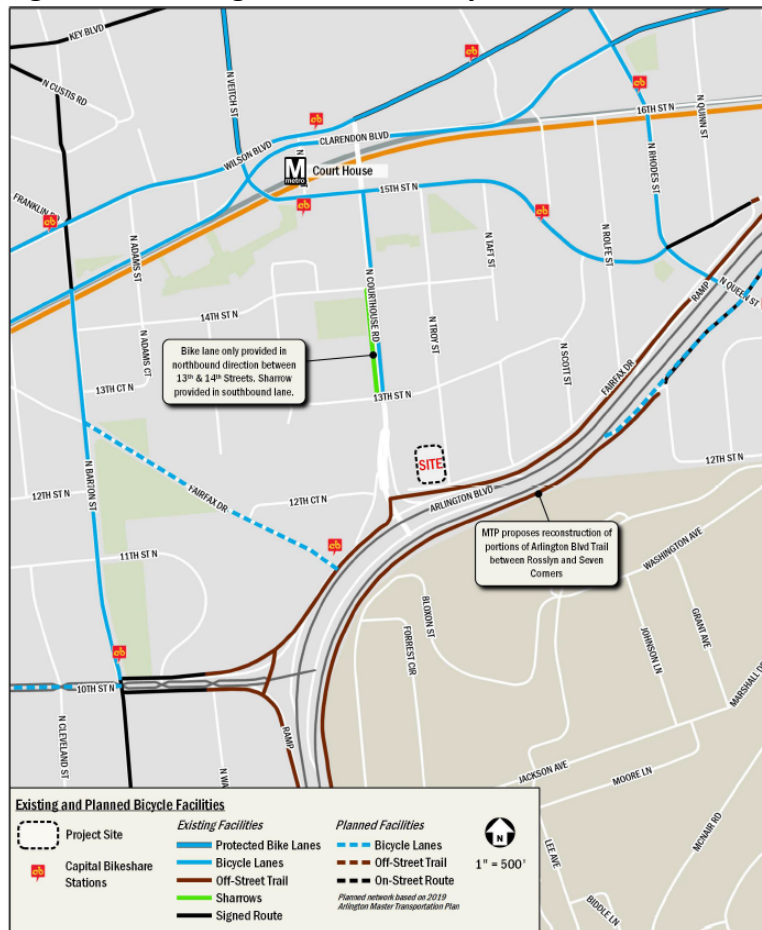 KEY BLVD
N CUSTIS RD
N VEITCH ST
16TH ST N
N QUINN ST
WILSON BLVD
CLARENDON BLVD
M
metro
Court House
15TH ST N
N RHODES ST
FRANKLIN RD
N ADAMS ST
N TAFT ST
N ROLFE ST
N QUEEN ST
RAMP
N COURTHOUSE RD
14TH ST N
N TROY ST
N ADAMS CT
N SCOTT ST
FAIRFAX DR
Bike lane only provided in
northbound direction between
13th & 14th Streets. Sharrow
provided in southbound lane.
13TH CT N
13TH ST N
SITE
N BARTON ST
FAIRFAX DR
12TH ST N
12TH CT N
ARLINGTON BLVD
12TH ST N
MTP proposes reconstruction of
portions of Arlington Blvd Trail
between Rosslyn and Seven
Corners
WASHINGTON AVE
11TH ST N
BLOXON ST
FORREST CIR
JOHNSON LN
GRANT AVE
MARSHALL DR
10TH ST N
N CLEVELAND ST
RAMP
N WA
JACKSON AVE
MOORE LN
MCNAIR RD
LEE AVE
BIDDLE LN
Existing and Planned Bicycle Facilities
Project Site
Capital Bikeshare
Stations
Existing Facilities
Protected Bike Lanes
Bicycle Lanes
Off-Street Trail
Sharrows
Signed Route
Planned Facilities
Bicycle Lanes
Off-Street Trail
On-Street Route
Planned network based on 2019
Arlington Master Transportation Plan
N
1" = 500'